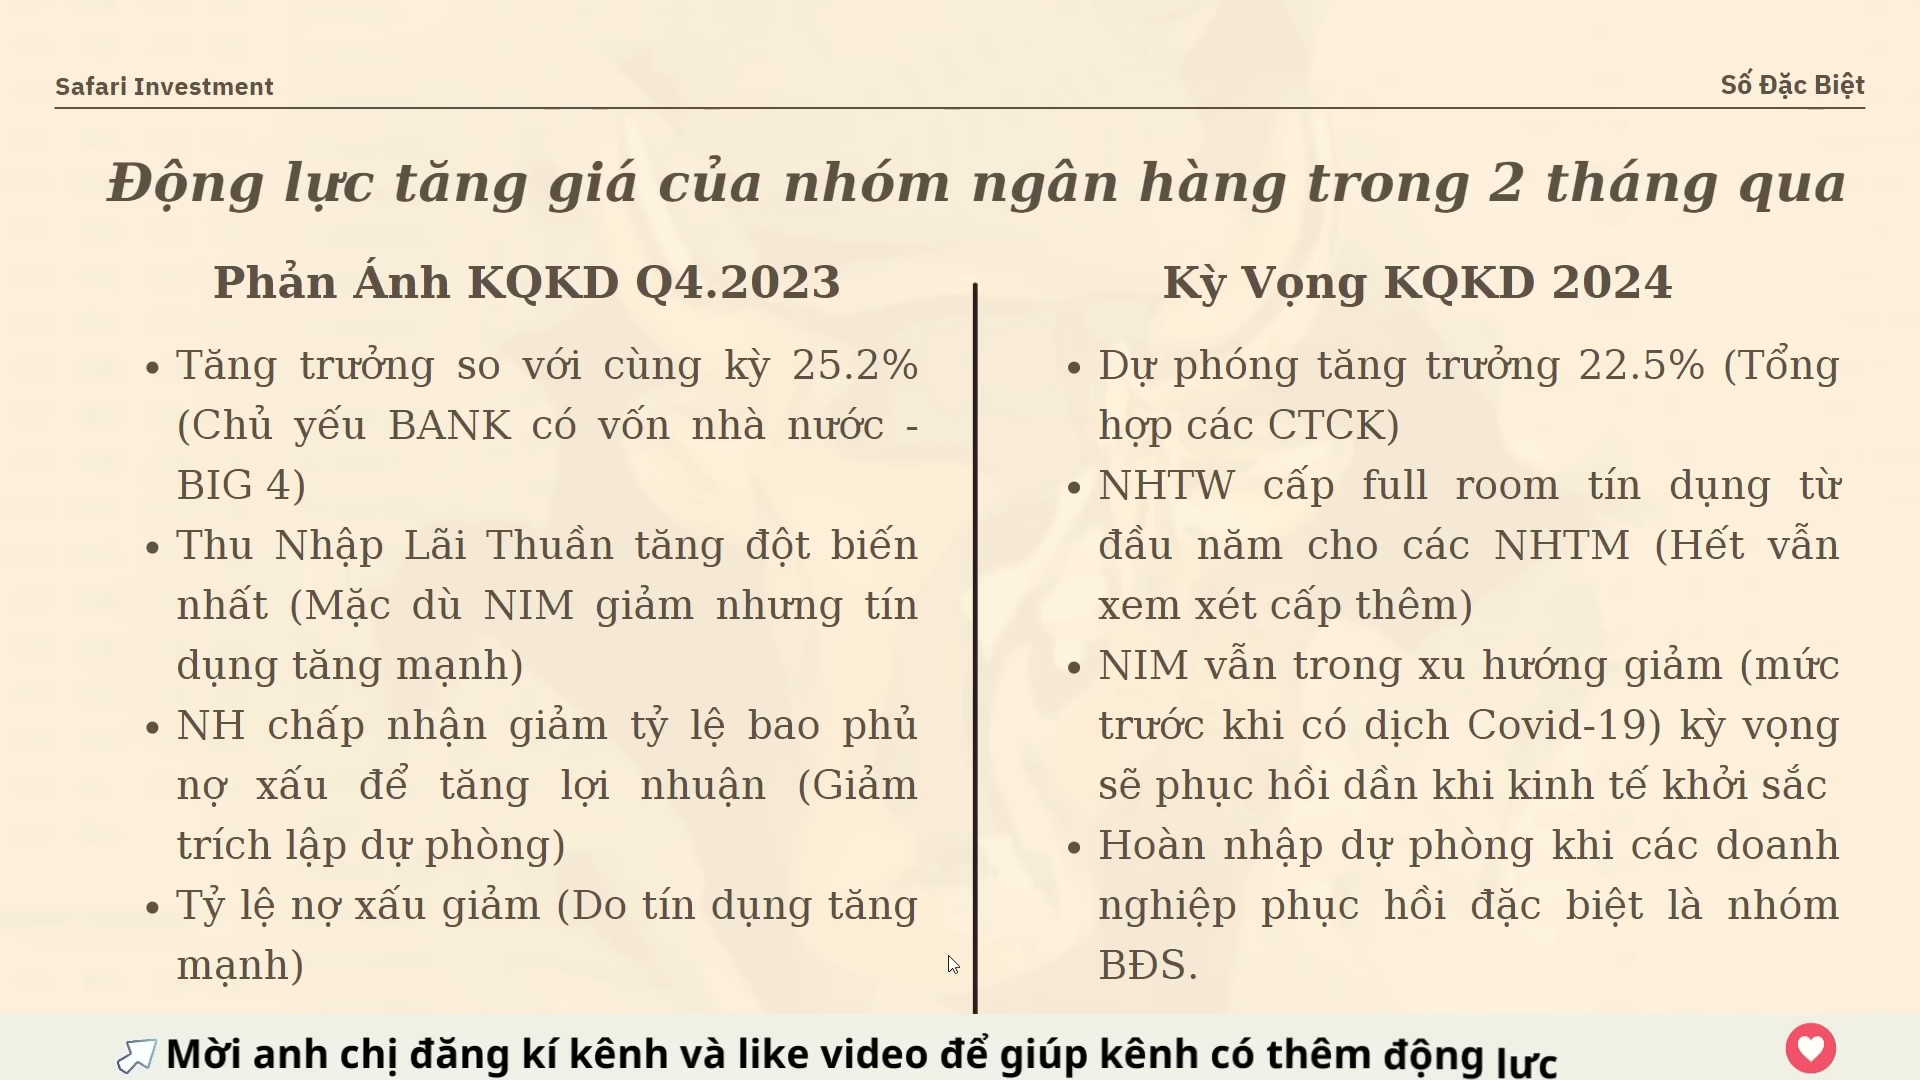 Safari Investment
Số Đặc Biệt
Động lực tăng giá của nhóm ngân hàng trong 2 tháng qua
Phản Ánh KQKD Q4.2023
• Tăng trưởng so với cùng kỳ 25.2%
(Chủ yếu BANK có vốn nhà nước -
BIG 4)
• Thu Nhập Lãi Thuần tăng đột biến
nhất (Mặc dù NIM giảm nhưng tín
dụng tăng mạnh)
• NH chấp nhận giảm tỷ lệ bao phủ
nợ xấu để tăng lợi nhuận (Giảm
trích lập dự phòng)
• Tỷ lệ nợ xấu giảm (Do tín dụng tăng
mạnh)
Kỳ Vọng KQKD 2024
• Dự phóng tăng trưởng 22.5% (Tổng
hợp các CTCK)
• NHTW cấp full room tín dụng từ
đầu năm cho các NHTM (Hết vẫn
xem xét cấp thêm)
• NIM vẫn trong xu hướng giảm (mức
trước khi có dịch Covid-19) kỳ vọng
sẽ phục hồi dần khi kinh tế khởi sắc
• Hoàn nhập dự phòng khi các doanh
nghiệp phục hồi đặc biệt là nhóm
BĐS.
Mời anh chị đăng kí kênh và like video để giúp kênh có thêm động lực